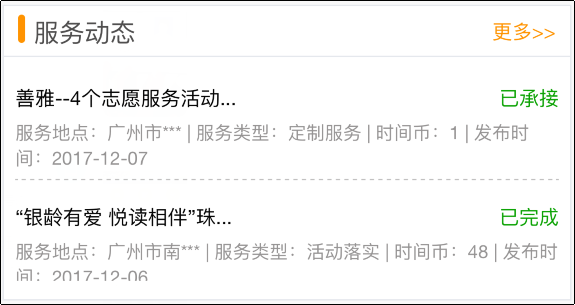 服务动态
更多>>
善雅--4个志愿服务活动...
已承接
服务地点：广州市*** | 服务类型：定制服务 | 时间币：1 | 发布时
间：2017-12-07
“银龄有爱 悦读相伴”珠...
已完成
服务地点：广州市南*** | 服务类型：活动落实 | 时间币：48 | 发布时
间：2017-12-06